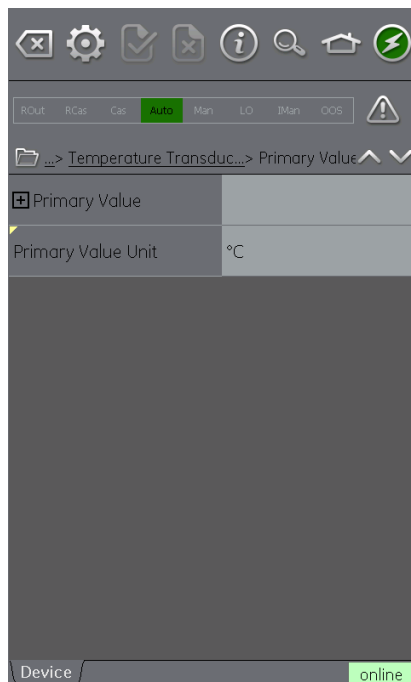 ROut RCas Cas Auto Man LO IMan OOS
...> Temperature Transduc...> Primary Value
Primary Value
Primary Value Unit °C
Device online